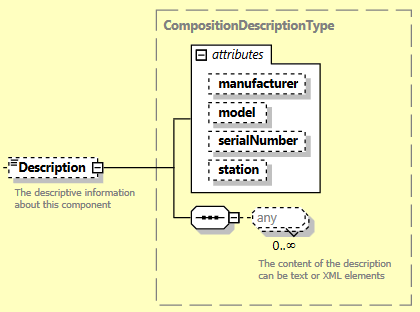 CompositionDescriptionType
attributes
manufacturer
model
serialNumber
station
Description
The descriptive information
about this component
any
0..∞
The content of the description
can be text or XML elements